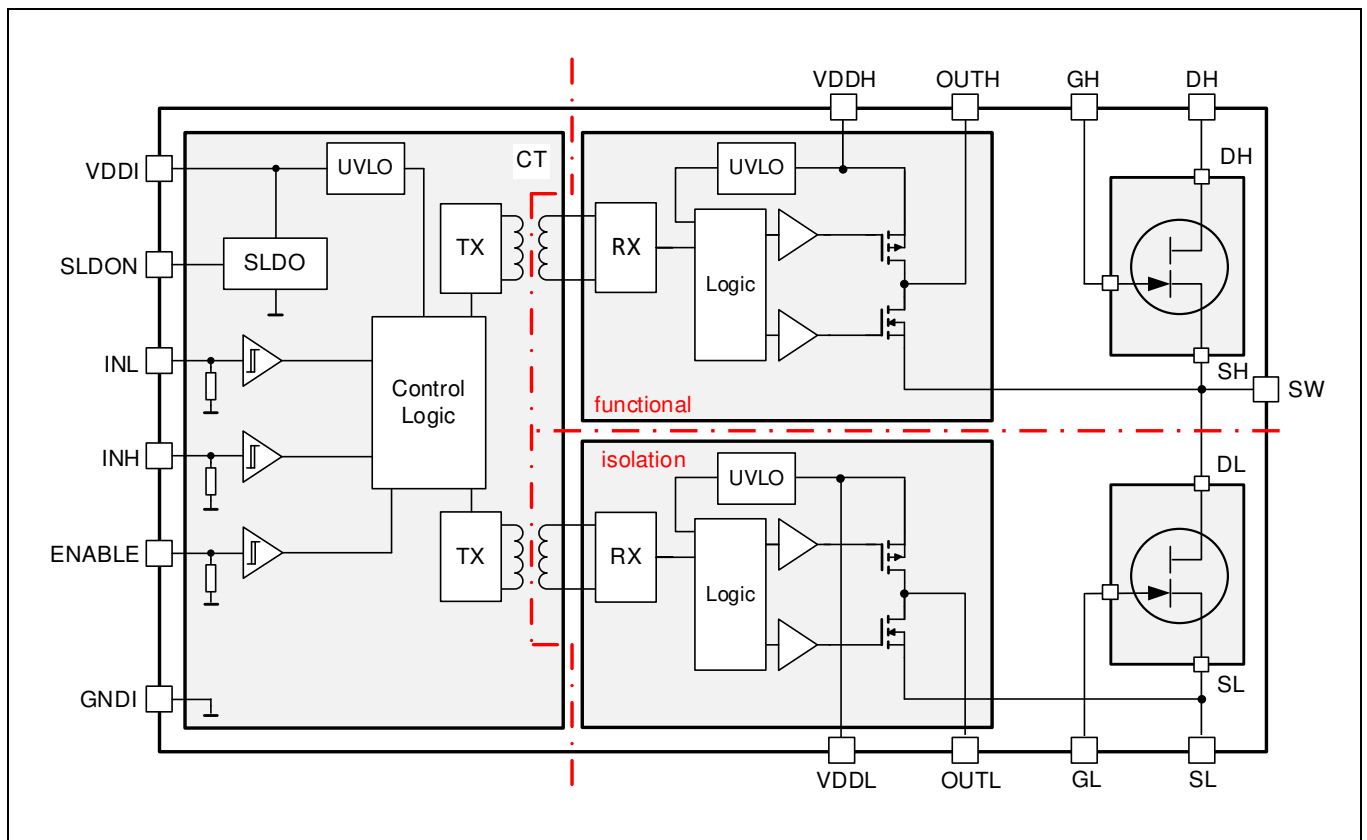 VDDH
OUTH
GH
DH
VDDI
UVLO
CT
UVLO
DH
TX
RX
Logic
SLDON
SLDO
INL
Control
Logic
functional
SH
SW
INH
isolation
UVLO
DL
ENABLE
TX
RX
Logic
GNDI
SL
VDDL
OUTL
GL
SL